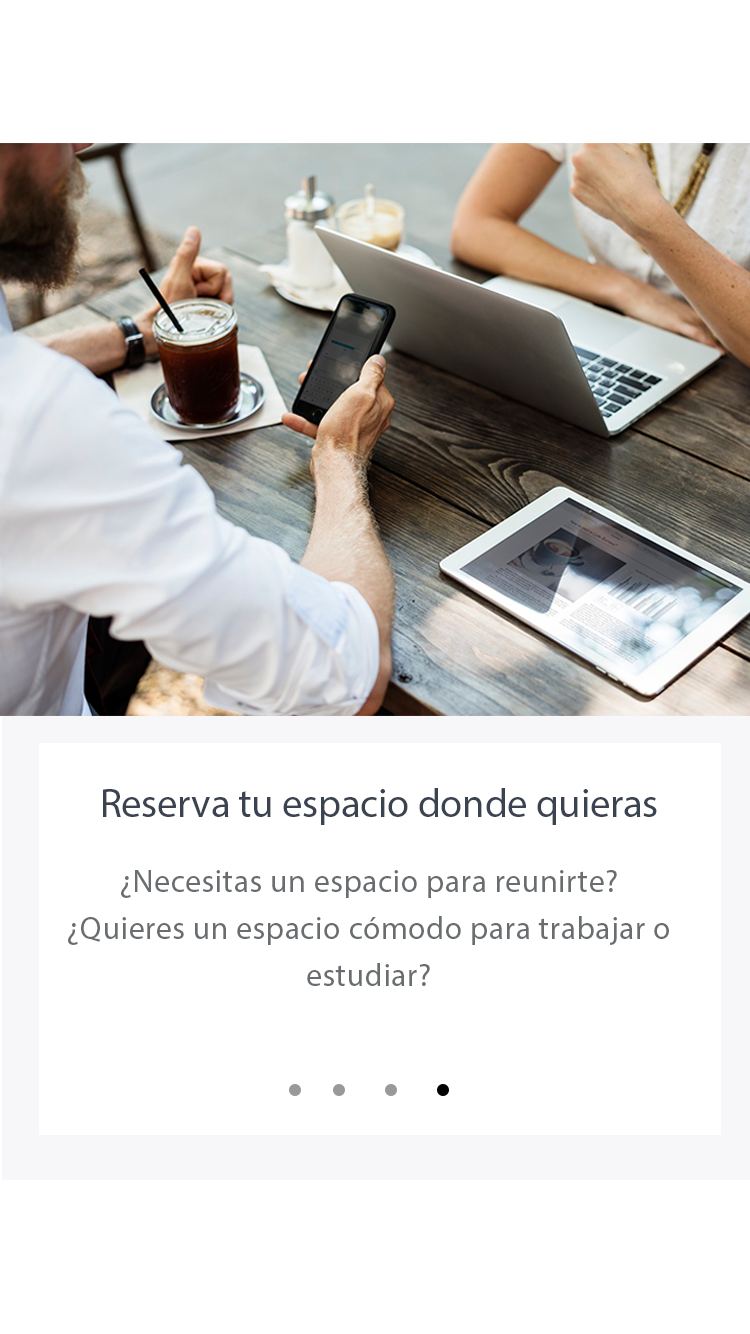 Reserva tu espacio donde quieras
¿Necesitas un espacio para reunirte?
¿Quieres un espacio cómodo para trabajar o
estudiar?